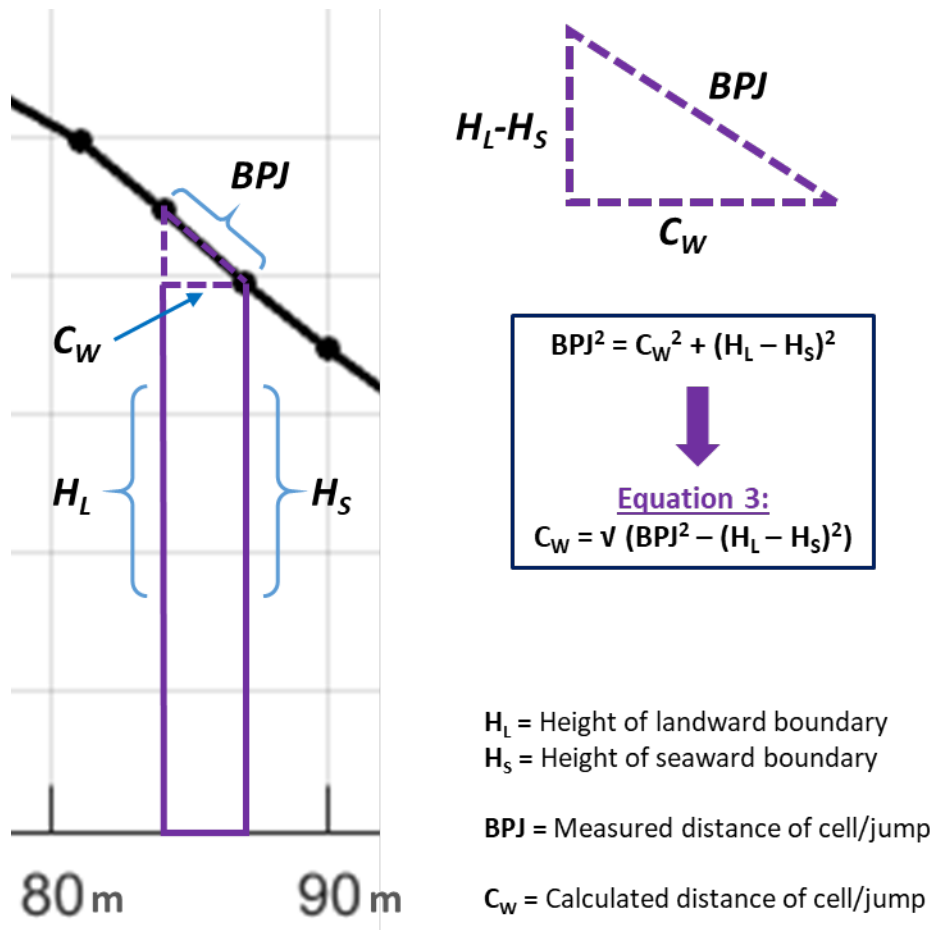 BPJ
C_W
H_L
H_S
80 m
90 m
BPJ
H_L-H_S
C_W
BPJ² = C_W² + (H_L – H_S)²
Equation 3:
C_W = √ (BPJ² – (H_L – H_S)²)
H_L = Height of landward boundary
H_S = Height of seaward boundary
BPJ = Measured distance of cell/jump
C_W = Calculated distance of cell/jump